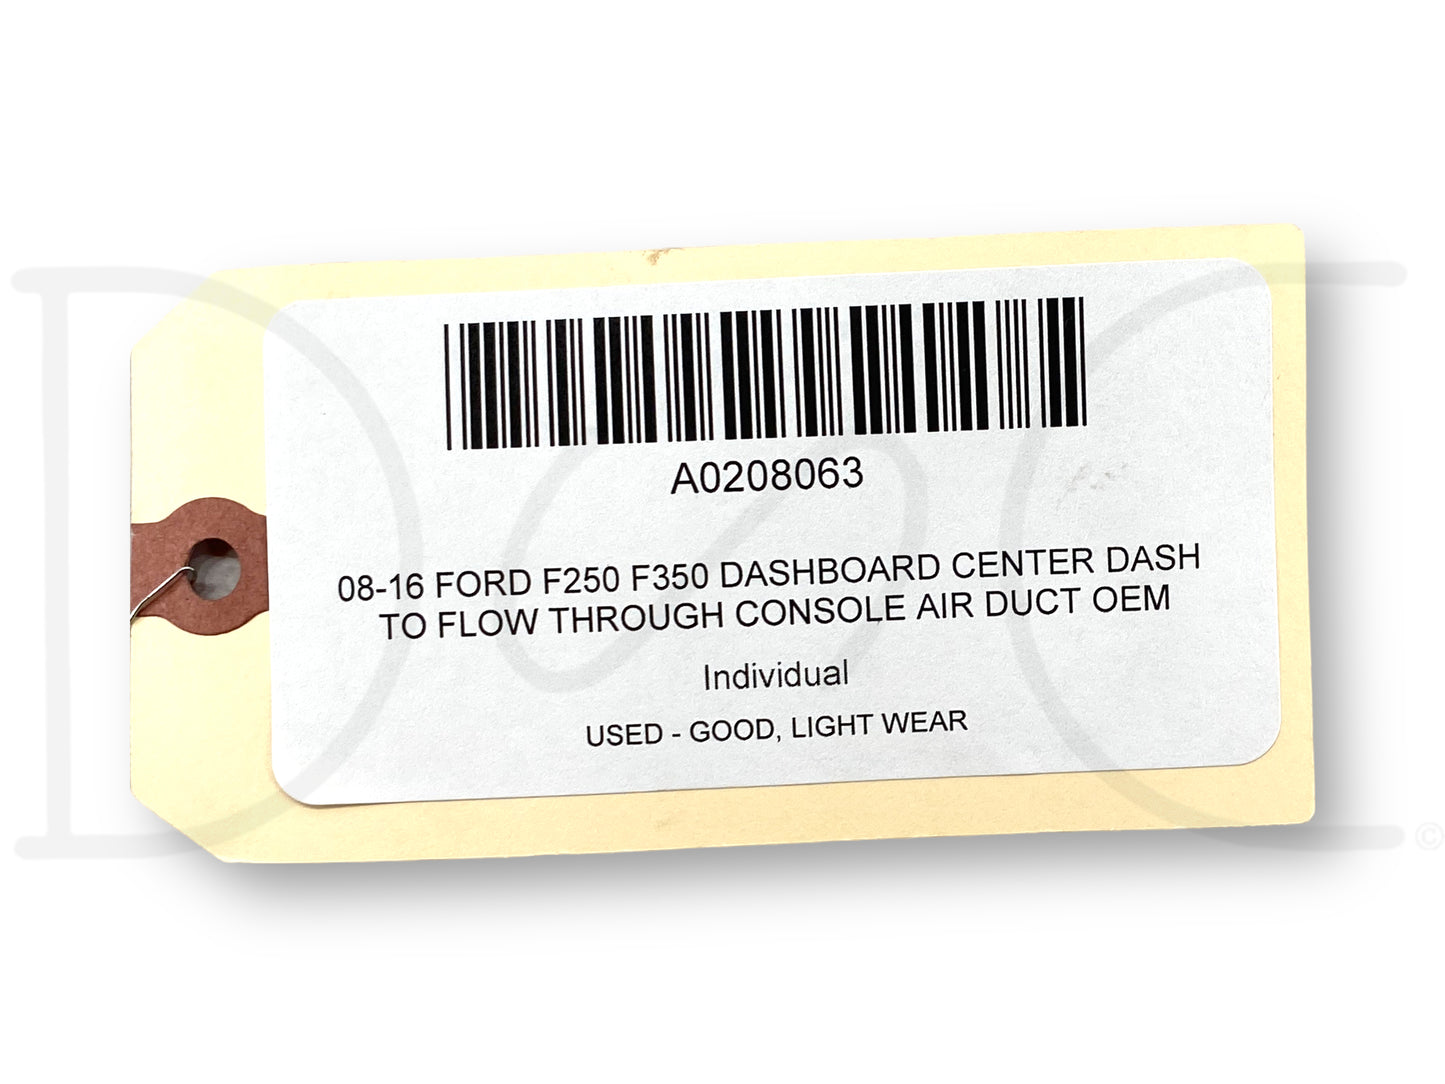 A0208063
08-16 FORD F250 F350 DASHBOARD CENTER DASH
TO FLOW THROUGH CONSOLE AIR DUCT OEM
Individual
USED - GOOD, LIGHT WEAR
©